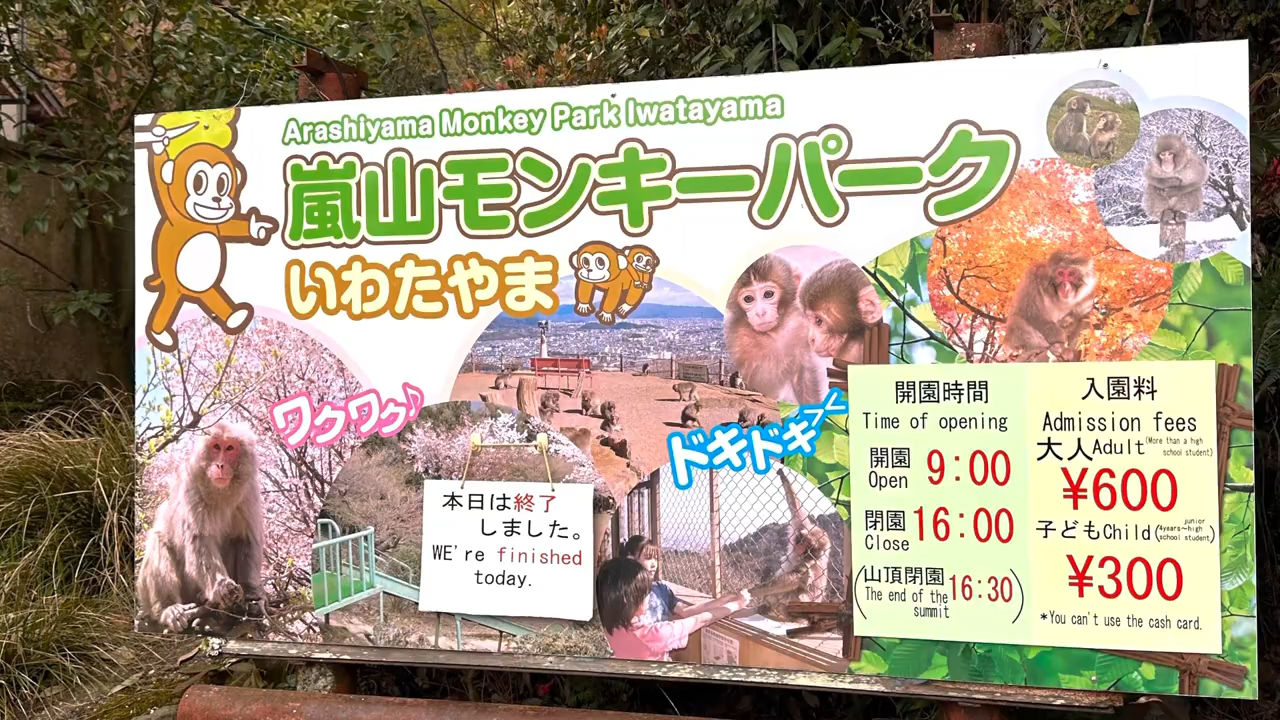 Arashiyama Monkey Park Iwatayama
嵐山モンキーパーク
いわたやま
ワクワク♪
ドキドキ
本日は終了
しました。
WE're finished
today.
開園時間
Time of opening
開園
Open
9:00
閉園
Close
16:00
(山頂閉園
The end of the
summit
16:30)
入園料
Admission fees
大人Adult(More than a high
school student)
¥600
子どもChild(4years～junior high
school student)
¥300
*You can't use the cash card.